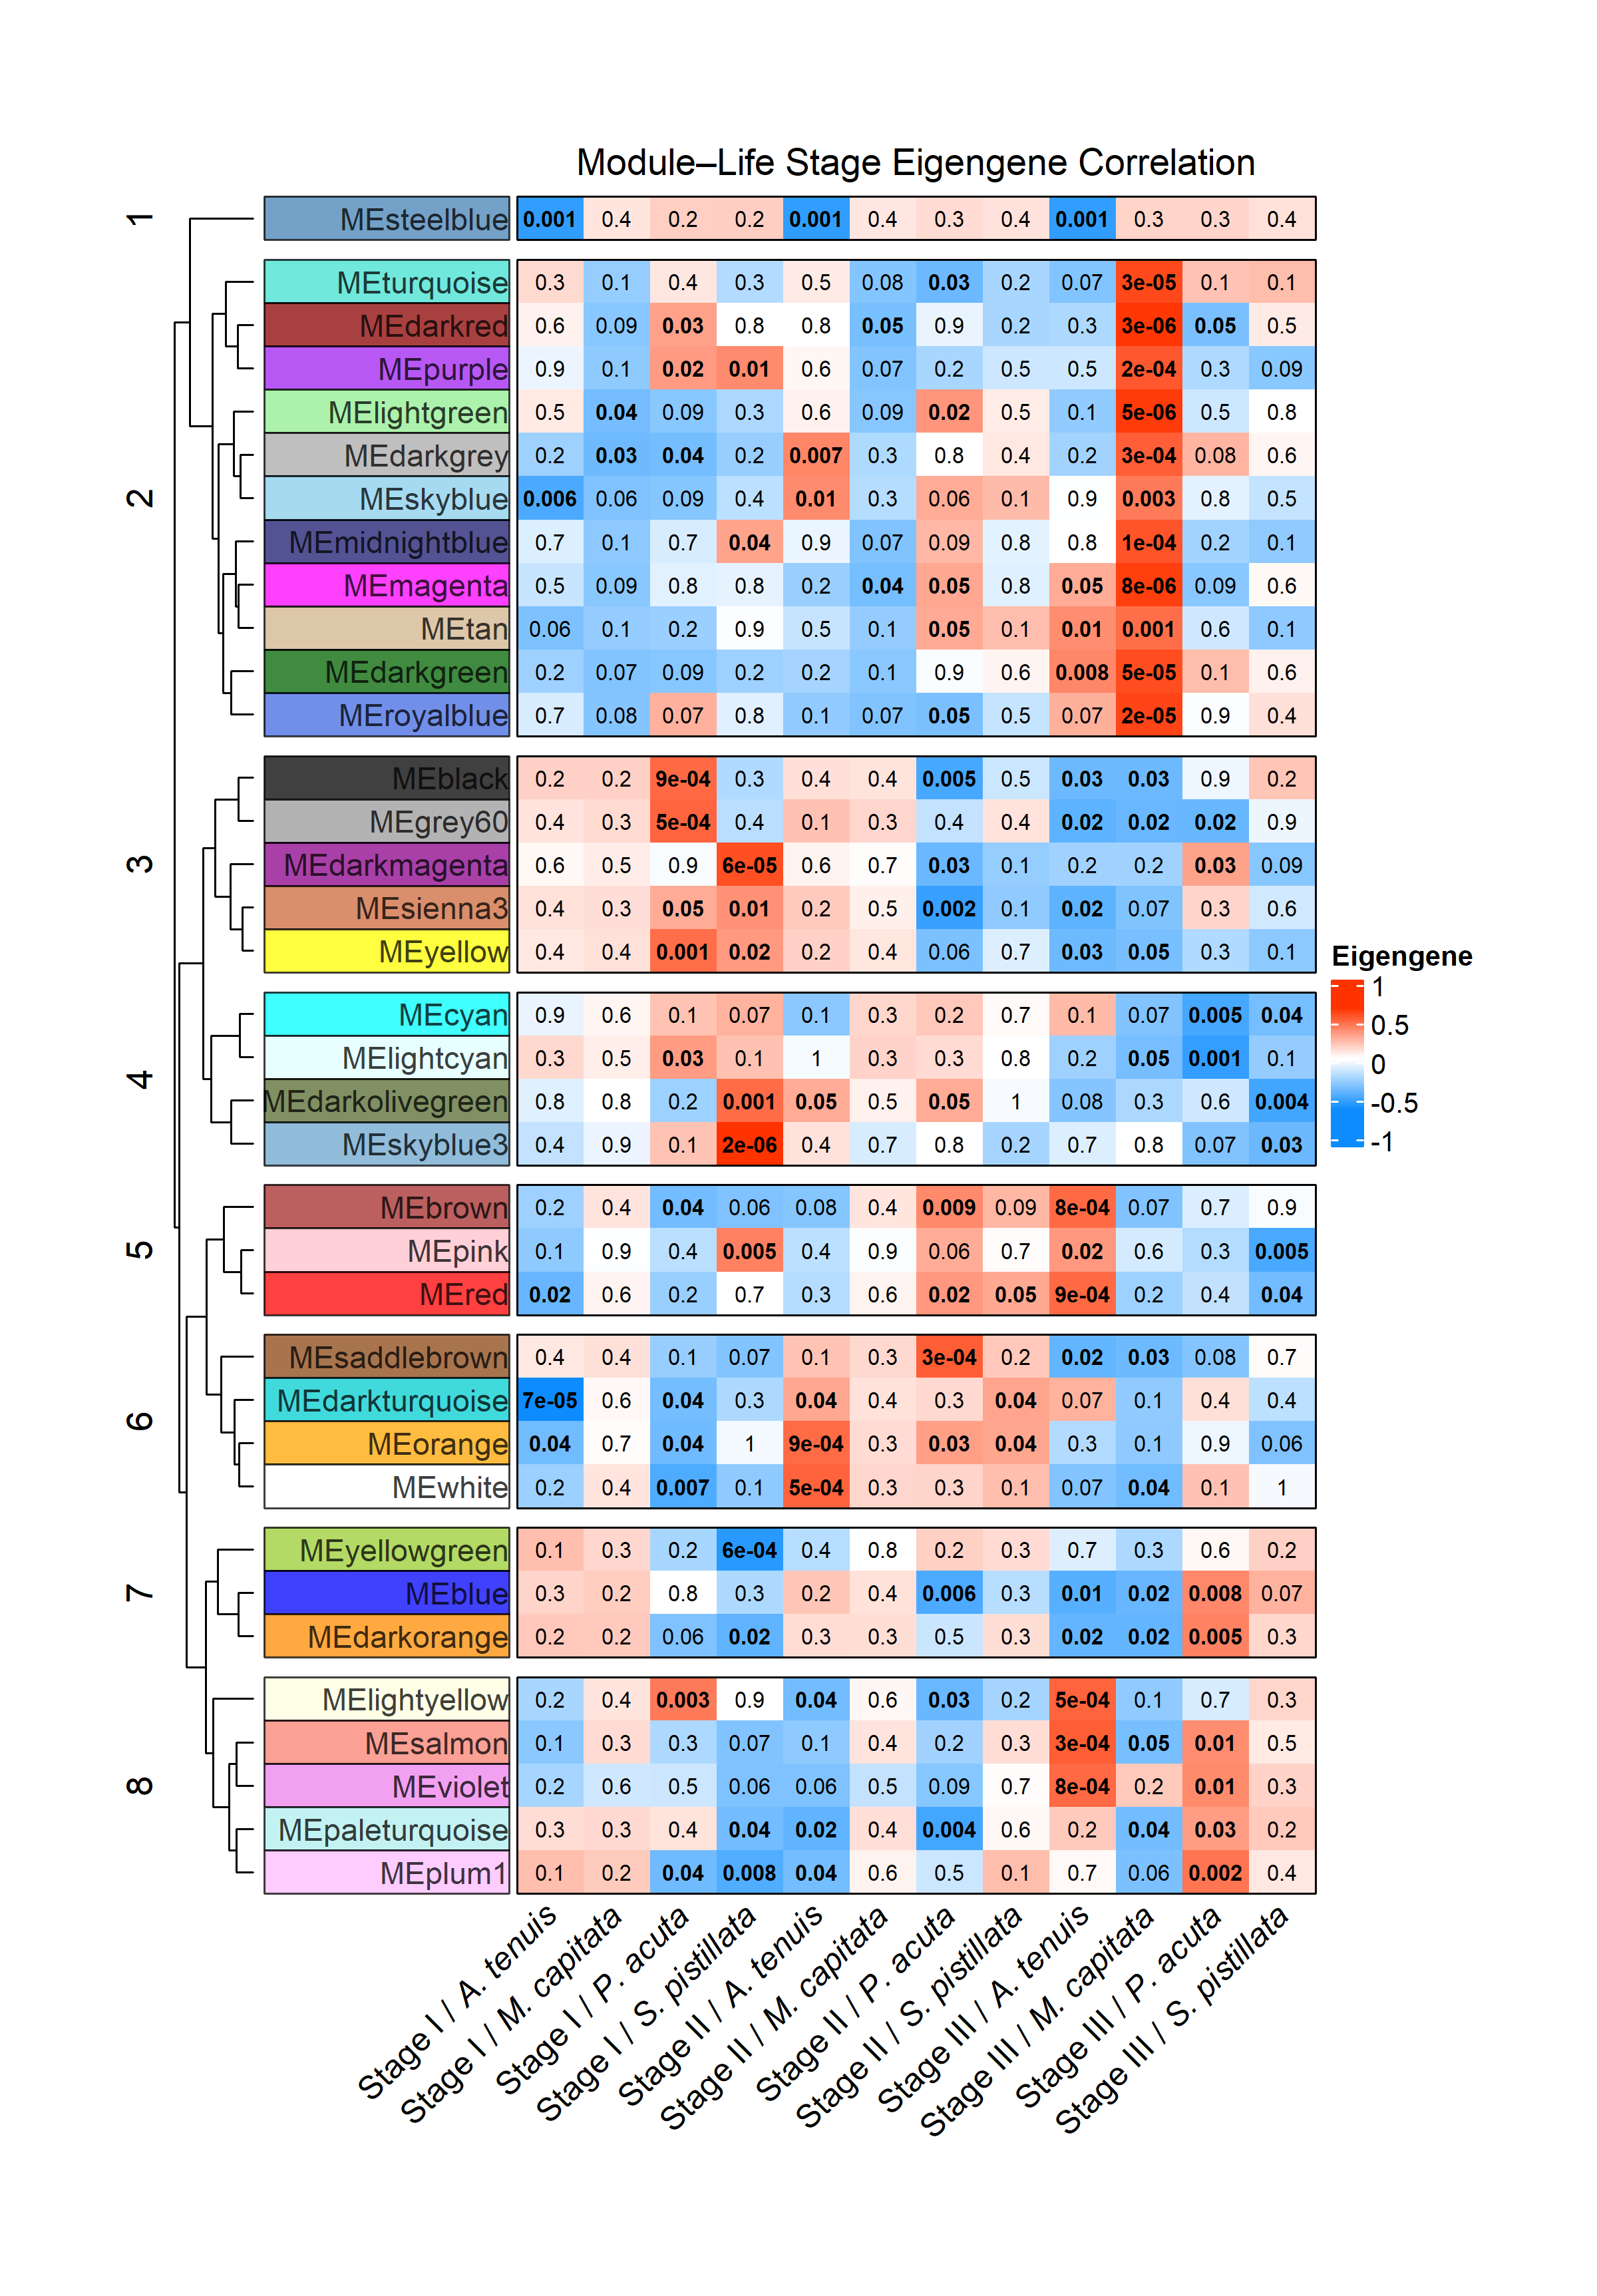 Module–Life Stage Eigengene Correlation
1
MEsteelblue 0.001 0.4 0.2 0.2 0.001 0.4 0.3 0.4 0.001 0.3 0.3 0.4
2
MEturquoise 0.3 0.1 0.4 0.3 0.5 0.08 0.03 0.2 0.07 3e-05 0.1 0.1
MEdarkred 0.6 0.09 0.03 0.8 0.8 0.05 0.9 0.2 0.3 3e-06 0.05 0.5
MEpurple 0.9 0.1 0.02 0.01 0.6 0.07 0.2 0.5 0.5 2e-04 0.3 0.09
MElightgreen 0.5 0.04 0.09 0.3 0.6 0.09 0.02 0.5 0.1 5e-06 0.5 0.8
MEdarkgrey 0.2 0.03 0.04 0.2 0.007 0.3 0.8 0.4 0.2 3e-04 0.08 0.6
MEskyblue 0.006 0.06 0.09 0.4 0.01 0.3 0.06 0.1 0.9 0.003 0.8 0.5
MEmidnightblue 0.7 0.1 0.7 0.04 0.9 0.07 0.09 0.8 0.8 1e-04 0.2 0.1
MEmagenta 0.5 0.09 0.8 0.8 0.2 0.04 0.05 0.8 0.05 8e-06 0.09 0.6
MEtan 0.06 0.1 0.2 0.9 0.5 0.1 0.05 0.1 0.01 0.001 0.6 0.1
MEdarkgreen 0.2 0.07 0.09 0.2 0.2 0.1 0.9 0.6 0.008 5e-05 0.1 0.6
MEroyalblue 0.7 0.08 0.07 0.8 0.1 0.07 0.05 0.5 0.07 2e-05 0.9 0.4
3
MEblack 0.2 0.2 9e-04 0.3 0.4 0.4 0.005 0.5 0.03 0.03 0.9 0.2
MEgrey60 0.4 0.3 5e-04 0.4 0.1 0.3 0.4 0.4 0.02 0.02 0.02 0.9
MEdarkmagenta 0.6 0.5 0.9 6e-05 0.6 0.7 0.03 0.1 0.2 0.2 0.03 0.09
MEsienna3 0.4 0.3 0.05 0.01 0.2 0.5 0.002 0.1 0.02 0.07 0.3 0.6
MEyellow 0.4 0.4 0.001 0.02 0.2 0.4 0.06 0.7 0.03 0.05 0.3 0.1
4
MEcyan 0.9 0.6 0.1 0.07 0.1 0.3 0.2 0.7 0.1 0.07 0.005 0.04
MElightcyan 0.3 0.5 0.03 0.1 1 0.3 0.3 0.8 0.2 0.05 0.001 0.1
MEdarkolivegreen 0.8 0.8 0.2 0.001 0.05 0.5 0.05 1 0.08 0.3 0.6 0.004
MEskyblue3 0.4 0.9 0.1 2e-06 0.4 0.7 0.8 0.2 0.7 0.8 0.07 0.03
5
MEbrown 0.2 0.4 0.04 0.06 0.08 0.4 0.009 0.09 8e-04 0.07 0.7 0.9
MEpink 0.1 0.9 0.4 0.005 0.4 0.9 0.06 0.7 0.02 0.6 0.3 0.005
MEred 0.02 0.6 0.2 0.7 0.3 0.6 0.02 0.05 9e-04 0.2 0.4 0.04
6
MEsaddlebrown 0.4 0.4 0.1 0.07 0.1 0.3 3e-04 0.2 0.02 0.03 0.08 0.7
MEdarkturquoise 7e-05 0.6 0.04 0.3 0.04 0.4 0.3 0.04 0.07 0.1 0.4 0.4
MEorange 0.04 0.7 0.04 1 9e-04 0.3 0.03 0.04 0.3 0.1 0.9 0.06
MEwhite 0.2 0.4 0.007 0.1 5e-04 0.3 0.3 0.1 0.07 0.04 0.1 1
7
MEyellowgreen 0.1 0.3 0.2 6e-04 0.4 0.8 0.2 0.3 0.7 0.3 0.6 0.2
MEblue 0.3 0.2 0.8 0.3 0.2 0.4 0.006 0.3 0.01 0.02 0.008 0.07
MEdarkorange 0.2 0.2 0.06 0.02 0.3 0.3 0.5 0.3 0.02 0.02 0.005 0.3
8
MElightyellow 0.2 0.4 0.003 0.9 0.04 0.6 0.03 0.2 5e-04 0.1 0.7 0.3
MEsalmon 0.1 0.3 0.3 0.07 0.1 0.4 0.2 0.3 3e-04 0.05 0.01 0.5
MEviolet 0.2 0.6 0.5 0.06 0.06 0.5 0.09 0.7 8e-04 0.2 0.01 0.3
MEpaleturquoise 0.3 0.3 0.4 0.04 0.02 0.4 0.004 0.6 0.2 0.04 0.03 0.2
MEplum1 0.1 0.2 0.04 0.008 0.04 0.6 0.5 0.1 0.7 0.06 0.002 0.4
Stage I / A. tenuis
Stage I / M. capitata
Stage I / P. acuta
Stage I / S. pistillata
Stage II / A. tenuis
Stage II / M. capitata
Stage II / P. acuta
Stage II / S. pistillata
Stage III / A. tenuis
Stage III / M. capitata
Stage III / P. acuta
Stage III / S. pistillata
Eigengene
1
0.5
0
-0.5
-1